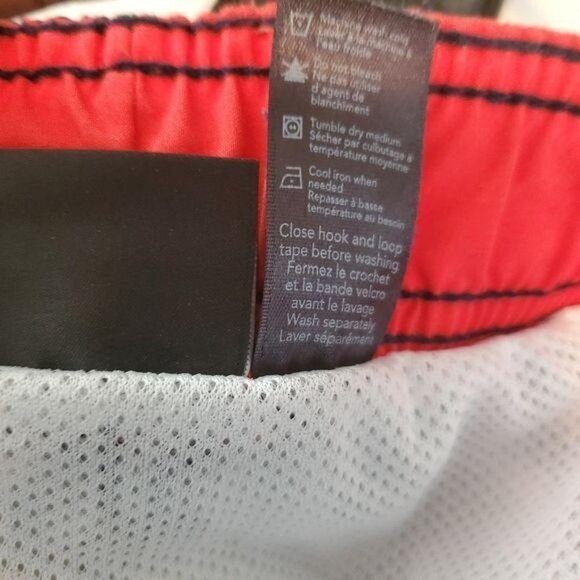 Machine wash cold
Laver à la machine à
l'eau froide
Do not bleach
Ne pas utiliser
d'agent de
blanchiment
Tumble dry medium
Sécher par culbutage à
température moyenne
Cool iron when
needed
Repasser à basse
température au besoin
Close hook and loop
tape before washing
Fermez le crochet
et la bande velcro
avant le lavage
Wash separately
Laver séparément